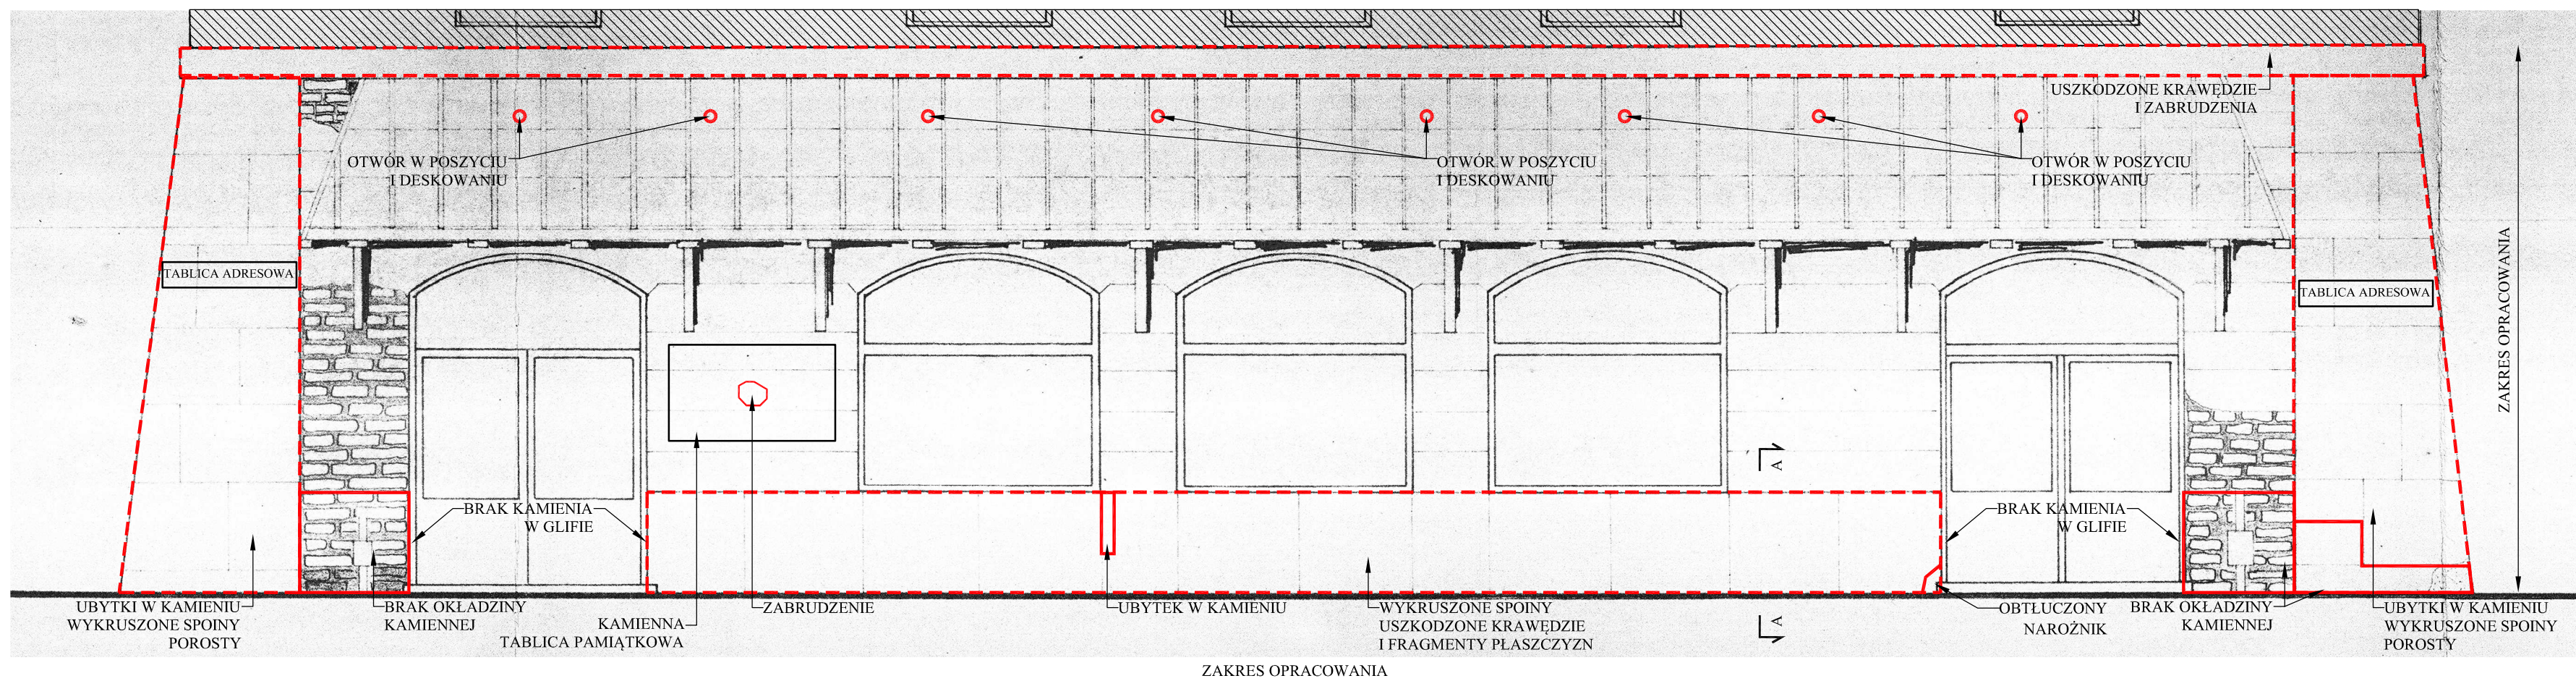 USZKODZONE KRAWĘDZIE
I ZABRUDZENIA
OTWÓR W POSZYCIU
I DESKOWANIU
OTWÓR W POSZYCIU
I DESKOWANIU
OTWÓR W POSZYCIU
I DESKOWANIU
TABLICA ADRESOWA
TABLICA ADRESOWA
ZAKRES OPRACOWANIA
A
BRAK KAMIENIA
W GLIFIE
BRAK KAMIENIA
W GLIFIE
UBYTKI W KAMIENIU
WYKRUSZONE SPOINY
POROSTY
BRAK OKŁADZINY
KAMIENNEJ
KAMIENNA
TABLICA PAMIĄTKOWA
ZABRUDZENIE
UBYTEK W KAMIENIU
WYKRUSZONE SPOINY
USZKODZONE KRAWĘDZIE
I FRAGMENTY PŁASZCZYZN
A
OBTŁUCZONY
NAROŻNIK
BRAK OKŁADZINY
KAMIENNEJ
UBYTKI W KAMIENIU
WYKRUSZONE SPOINY
POROSTY
ZAKRES OPRACOWANIA